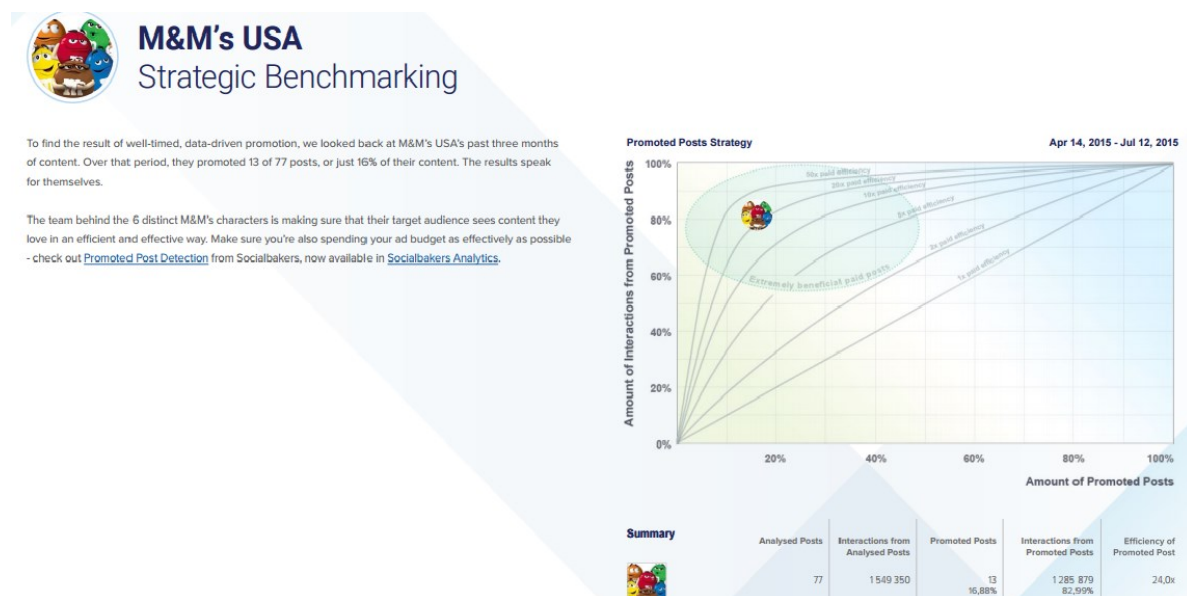 M&M's USA
Strategic Benchmarking
To find the result of well-timed, data-driven promotion, we looked back at M&M's USA's past three months
of content. Over that period, they promoted 13 of 77 posts, or just 16% of their content. The results speak
for themselves.
The team behind the 6 distinct M&M's characters is making sure that their target audience sees content they
love in an efficient and effective way. Make sure you're also spending your ad budget as effectively as possible
- check out Promoted Post Detection from Socialbakers, now available in Socialbakers Analytics.
Promoted Posts Strategy
Apr 14, 2015 - Jul 12, 2015
Amount of Interactions from Promoted Posts
100%
80%
60%
40%
20%
0%
50x paid efficiency
20x paid efficiency
10x paid efficiency
5x paid efficiency
2x paid efficiency
1x paid efficiency
Extremely beneficial paid posts
20%
40%
60%
80%
100%
Amount of Promoted Posts
Summary
Analysed Posts
Interactions from
Analysed Posts
Promoted Posts
Interactions from
Promoted Posts
Efficiency of
Promoted Post
77
1 549 350
13
16,88%
1 285 879
82,99%
24,0x